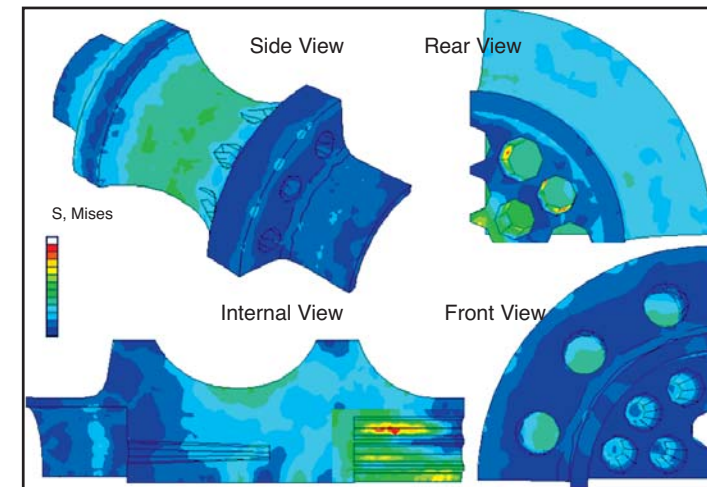 Side View
Rear View
S, Mises
Internal View
Front View